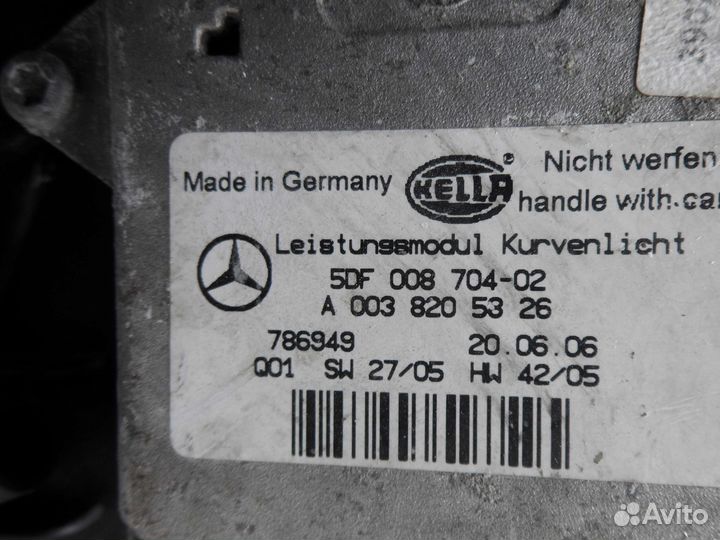 Made in Germany
HELLA
®
Nicht werfen
handle with car
Leistungsmodul Kurvenlicht
5DF 008 704-02
A 003 820 53 26
786949 20.06.06
Q01 SW 27/05 HW 42/05
Avito